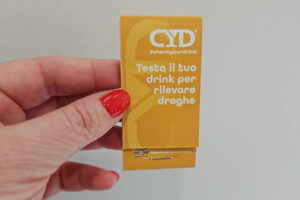 CYD
#checkyourdrink
Testa il tuo
drink per
rilevare
droghe